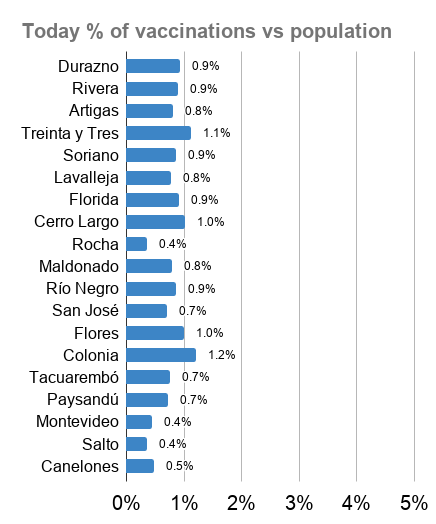 Today % of vaccinations vs population
Durazno 0.9%
Rivera 0.9%
Artigas 0.8%
Treinta y Tres 1.1%
Soriano 0.9%
Lavalleja 0.8%
Florida 0.9%
Cerro Largo 1.0%
Rocha 0.4%
Maldonado 0.8%
Río Negro 0.9%
San José 0.7%
Flores 1.0%
Colonia 1.2%
Tacuarembó 0.7%
Paysandú 0.7%
Montevideo 0.4%
Salto 0.4%
Canelones 0.5%
0% 1% 2% 3% 4% 5%